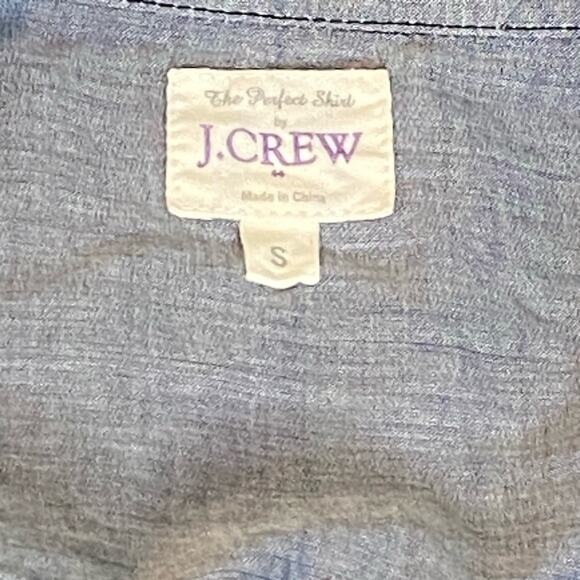 The Perfect Shirt
by
J.CREW
Made in China
S